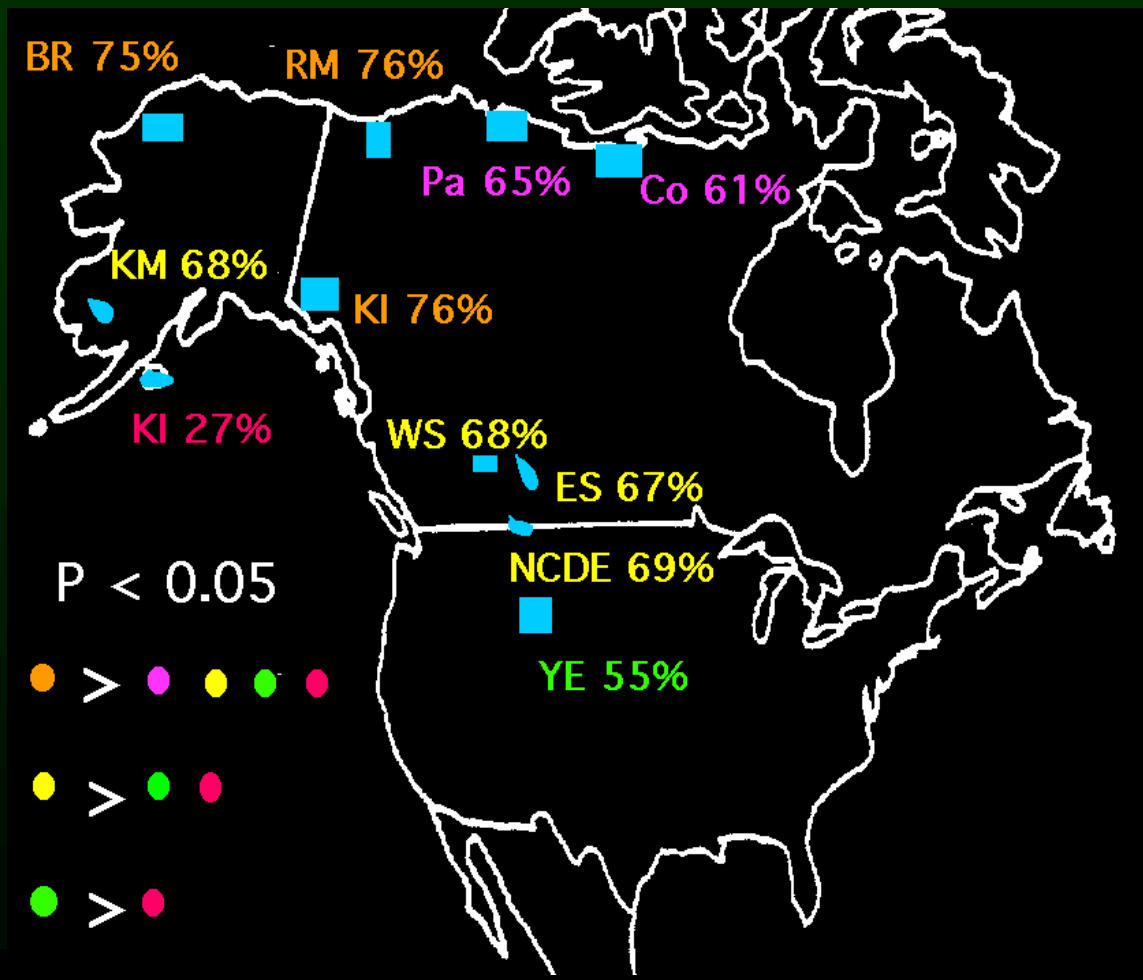 BR 75%
RM 76%
Pa 65%
Co 61%
KM 68%
KI 76%
KI 27%
WS 68%
ES 67%
NCDE 69%
P < 0.05
YE 55%
>
>
>